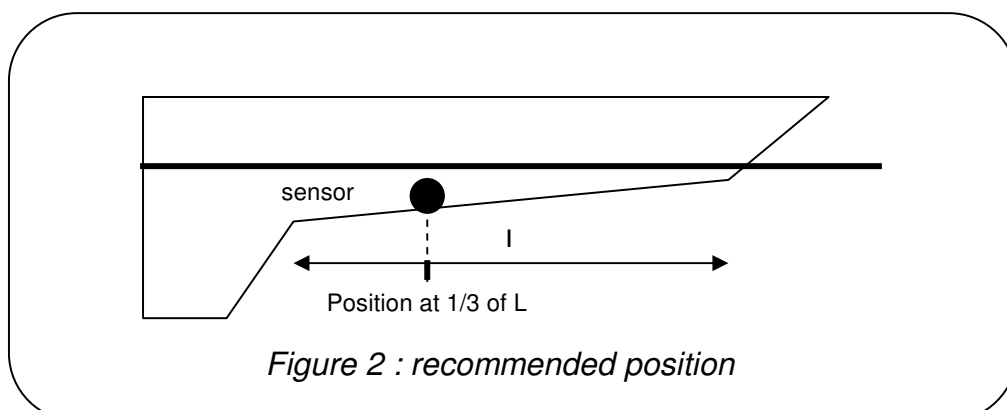 sensor
l
Position at 1/3 of L
Figure 2 : recommended position